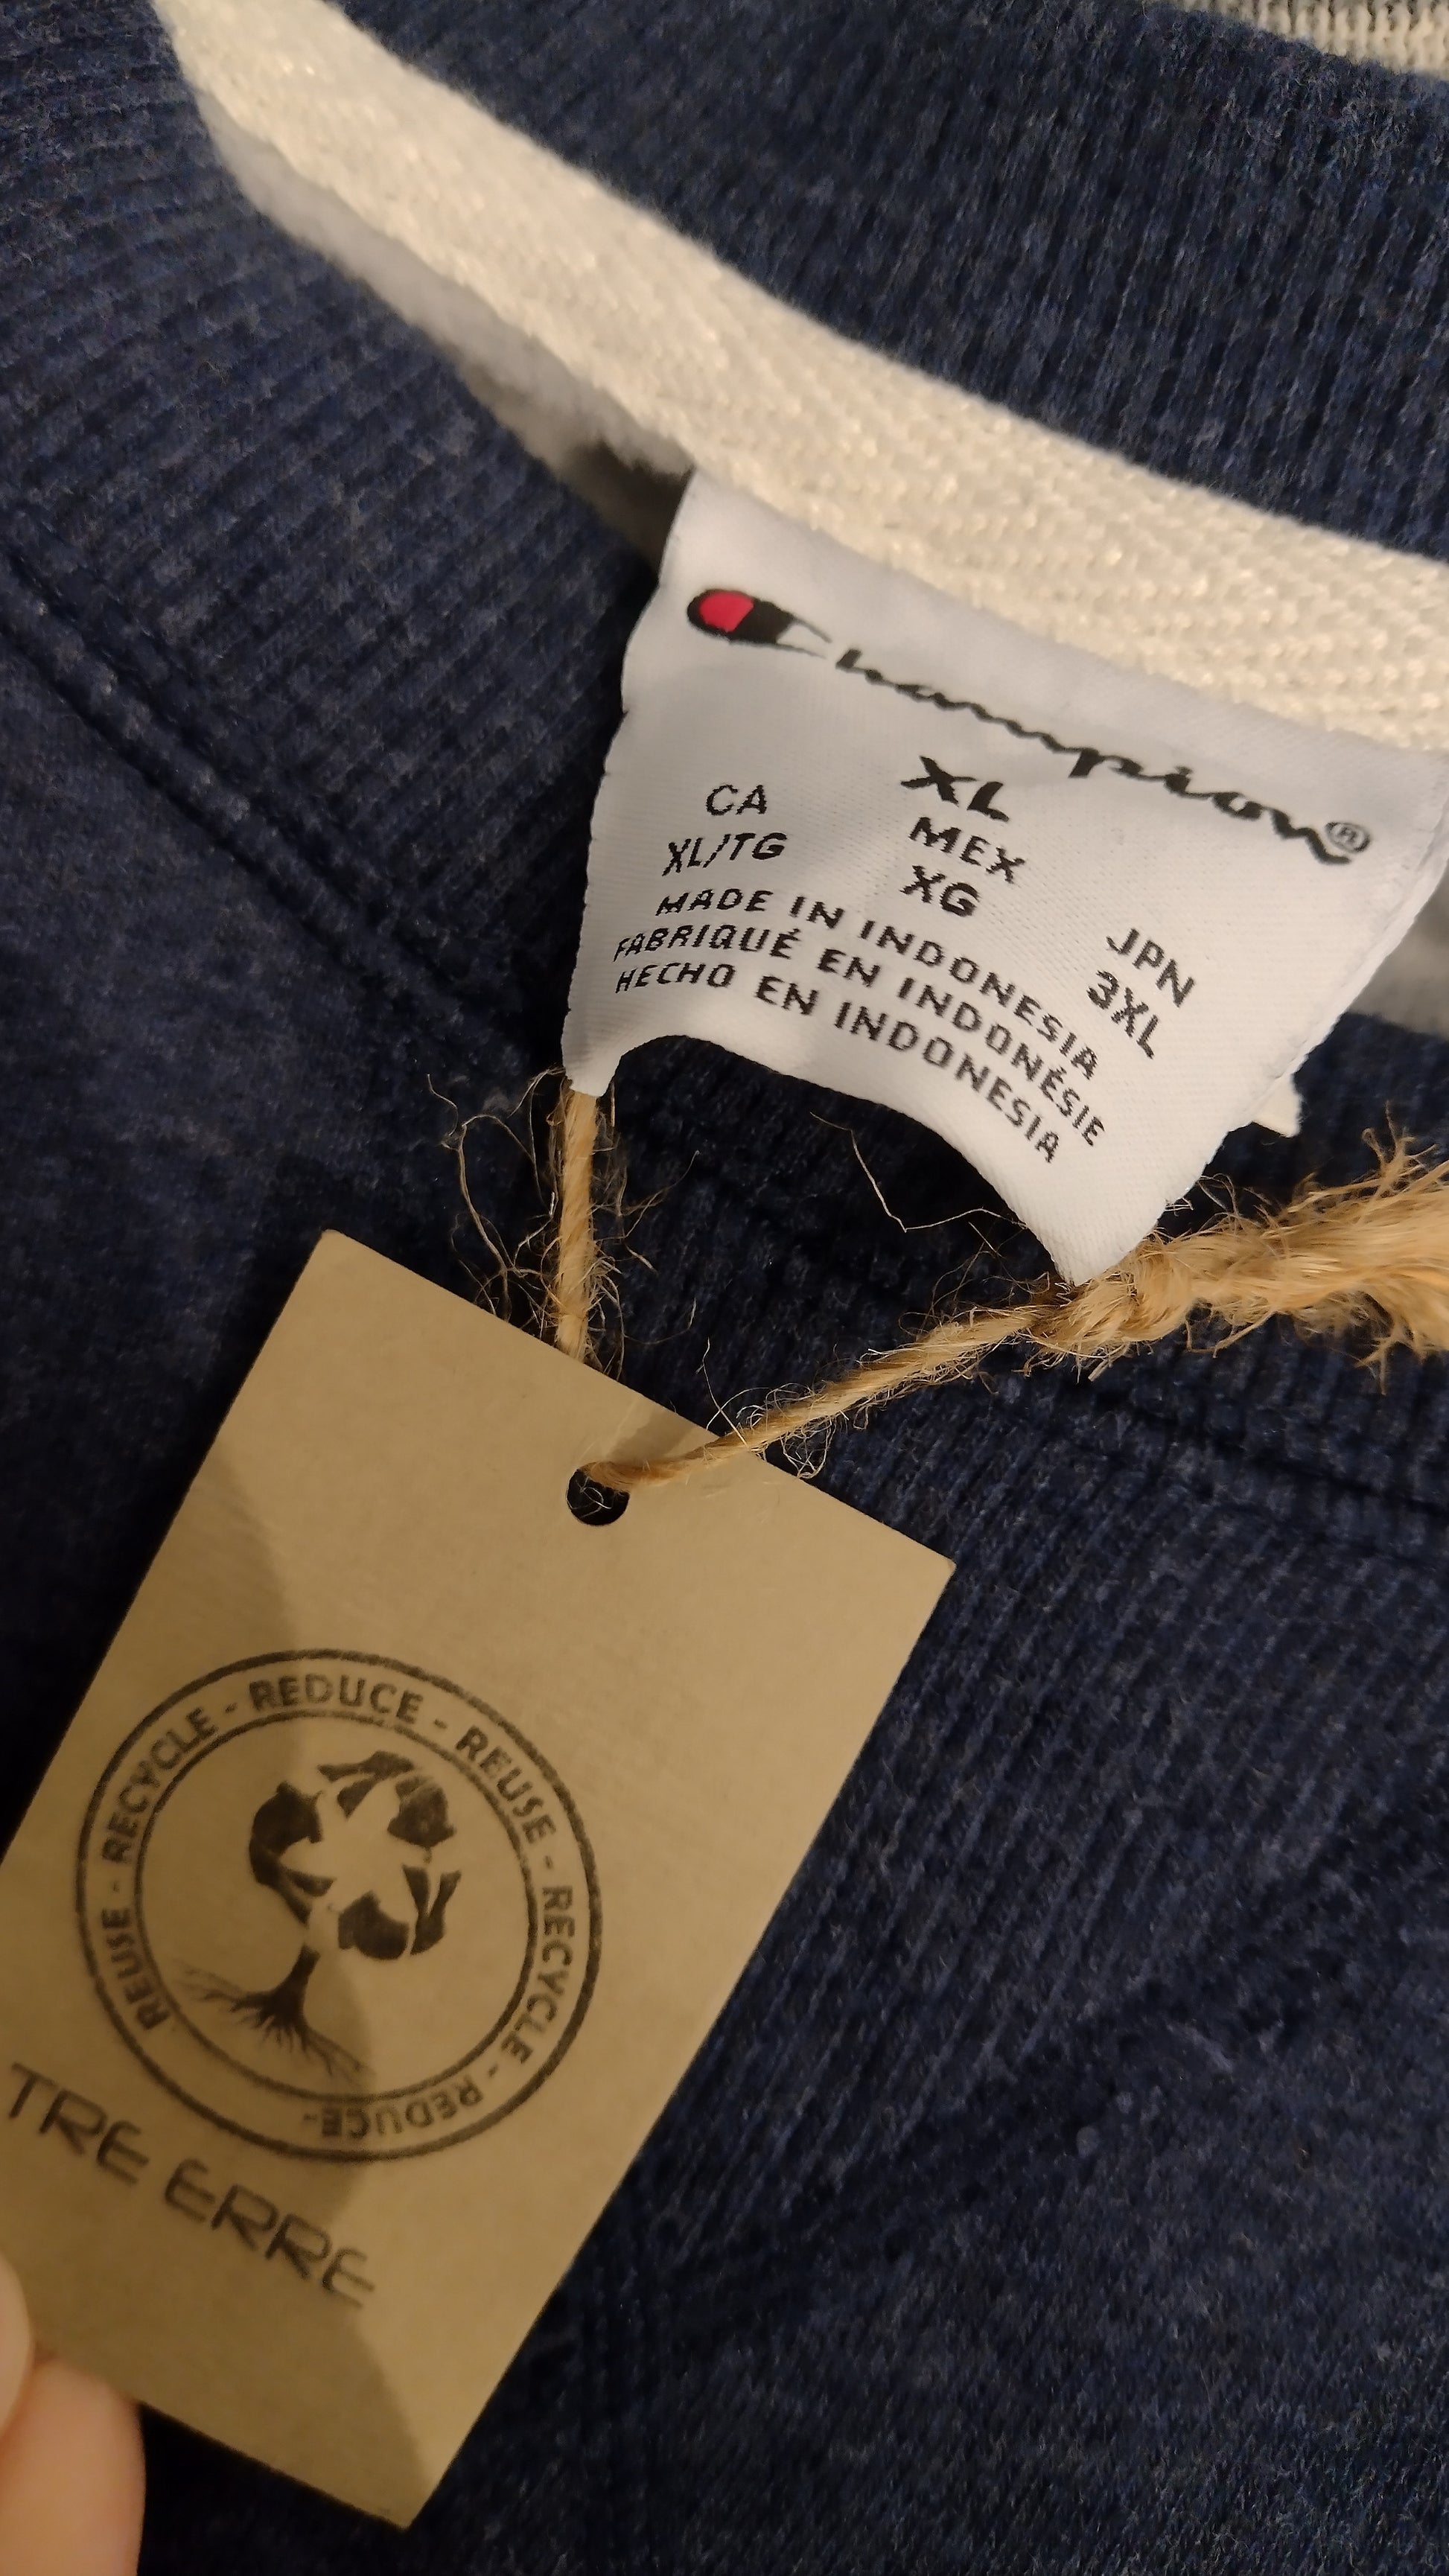 Champion®
XL
CA MEX JPN
XL/TG XG 3XL
MADE IN INDONESIA
FABRIQUÉ EN INDONÉSIE
HECHO EN INDONESIA
REDUCE - REUSE - RECYCLE - REDUCE - REUSE - RECYCLE -
TRE ERRE